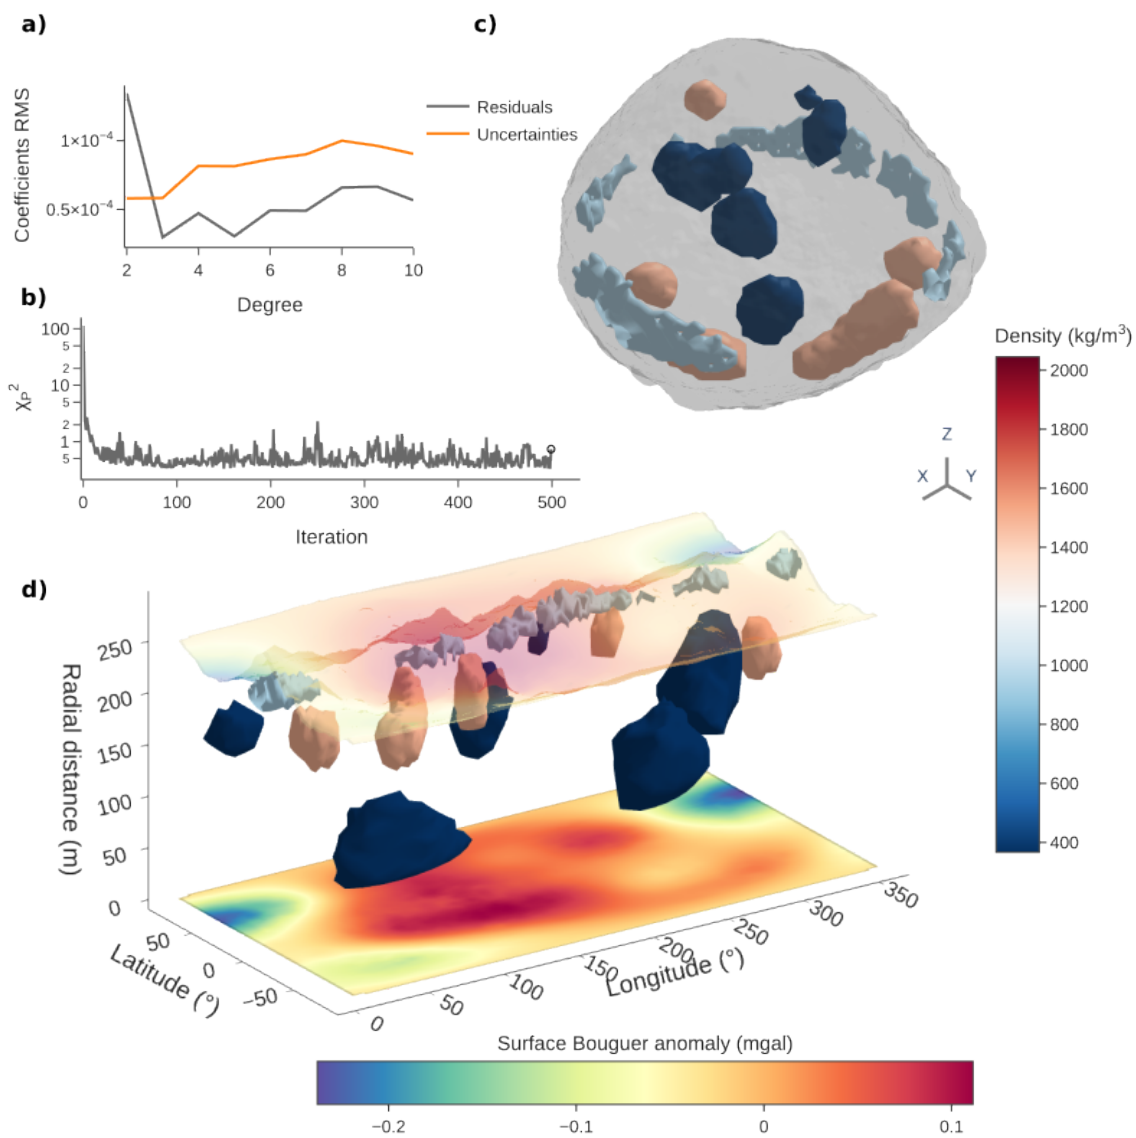 a)
Coefficients RMS
1×10⁻⁴
0.5×10⁻⁴
2 4 6 8 10
Degree
Residuals
Uncertainties
b)
χₚ²
100
5
2
10
5
2
1
5
0 100 200 300 400 500
Iteration
c)
Density (kg/m³)
2000
1800
1600
1400
1200
1000
800
600
400
Z
X Y
d)
Radial distance (m)
250
200
150
100
50
0
Latitude (°)
50
0
−50
Longitude (°)
0
50
100
150
200
250
300
350
Surface Bouguer anomaly (mgal)
−0.2 −0.1 0 0.1